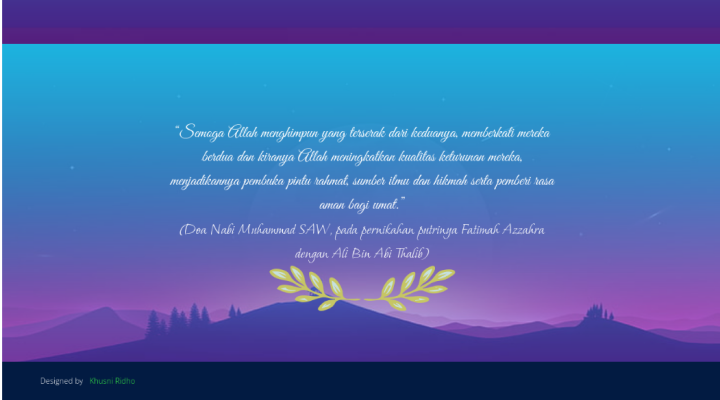 “Semoga Allah menghimpun yang terserak dari keduanya, memberkati mereka
berdua dan kiranya Allah meningkatkan kualitas keturunan mereka,
menjadikannya pembuka pintu rahmat, sumber ilmu dan hikmah serta pemberi rasa
aman bagi umat.”
(Doa Nabi Muhammad SAW, pada pernikahan putrinya Fatimah Azzahra
dengan Ali Bin Abi Thalib)
Designed by Khusni Ridho